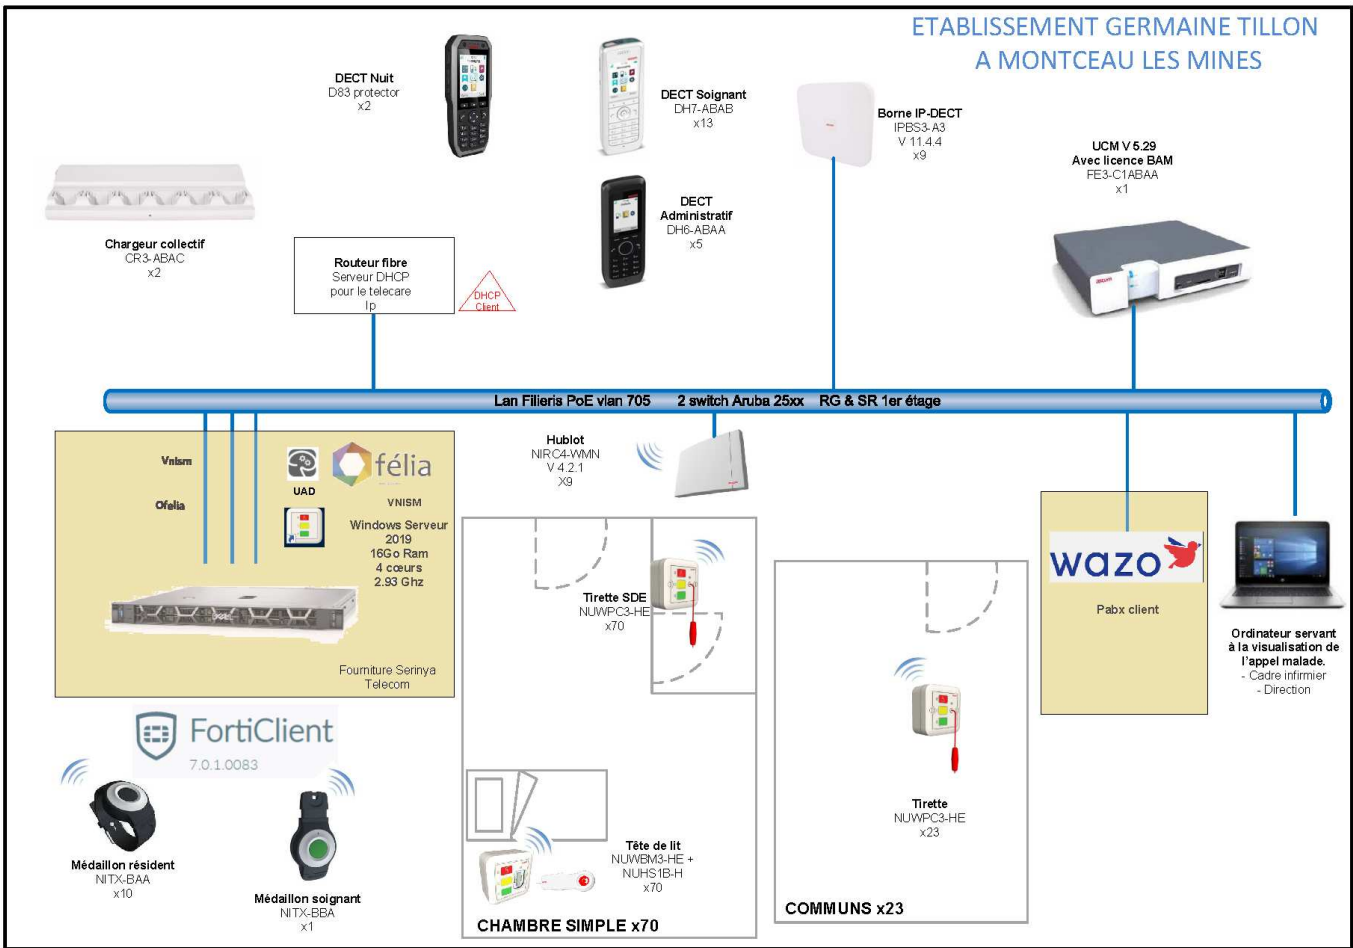 ETABLISSEMENT GERMAINE TILLON
A MONTCEAU LES MINES
DECT Nuit
D83 protector
x2
DECT Soignant
DH7-ABAB
x13
Borne IP-DECT
IPBS3-A3
V 11.4.4
x9
UCM V 5.29
Avec licence BAM
FE3-C1ABAA
x1
DECT
Administratif
DH6-ABAA
x5
Chargeur collectif
CR3-ABAC
x2
Routeur fibre
Serveur DHCP
pour le telecare
Ip
DHCP
Client
Lan Filieris PoE vlan 705 2 switch Aruba 25xx RG & SR 1er étage
Vnism
Ofelia
UAD
félia
VNISM
Windows Serveur
2019
16Go Ram
4 cœurs
2.93 Ghz
Fourniture Serinya
Telecom
Hublot
NIRC4-WMN
V 4.2.1
X9
Tirette SDE
NUWPC3-HE
x70
wazo
Pabx client
Ordinateur servant
à la visualisation de
l'appel malade.
- Cadre infirmier
- Direction
FortiClient
7.0.1.0083
Médaillon résident
NITX-BAA
x10
Médaillon soignant
NITX-BBA
x1
Tête de lit
NUWBM3-HE +
NUHS1B-H
x70
CHAMBRE SIMPLE x70
Tirette
NUWPC3-HE
x23
COMMUNS x23